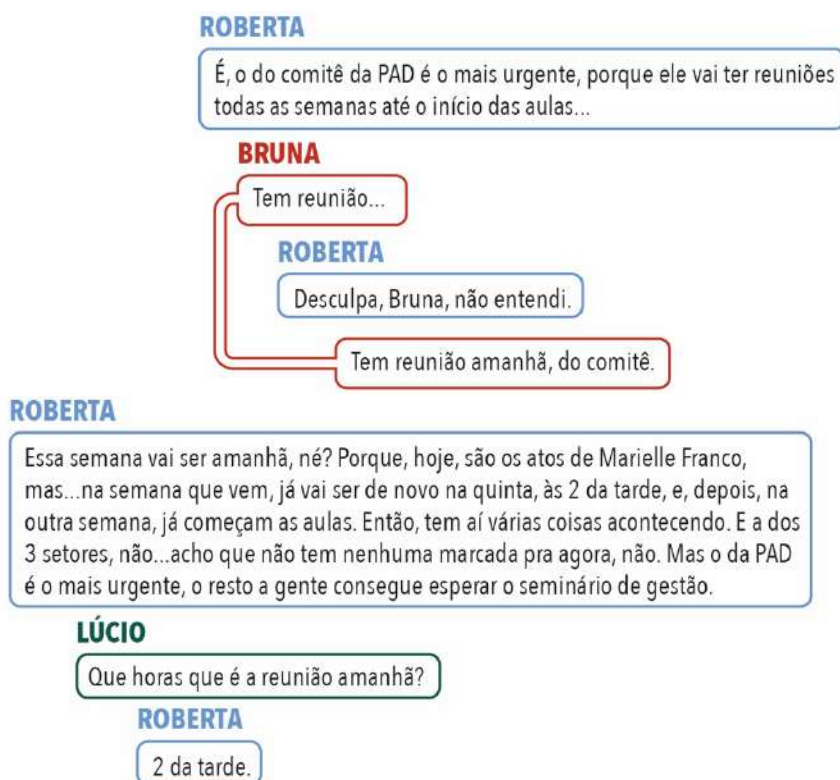 ROBERTA
É, o do comitê da PAD é o mais urgente, porque ele vai ter reuniões
todas as semanas até o início das aulas...
BRUNA
Tem reunião...
ROBERTA
Desculpa, Bruna, não entendi.
Tem reunião amanhã, do comitê.
ROBERTA
Essa semana vai ser amanhã, né? Porque, hoje, são os atos de Marielle Franco,
mas...na semana que vem, já vai ser de novo na quinta, às 2 da tarde, e, depois, na
outra semana, já começam as aulas. Então, tem aí várias coisas acontecendo. E a dos
3 setores, não...acho que não tem nenhuma marcada pra agora, não. Mas o da PAD
é o mais urgente, o resto a gente consegue esperar o seminário de gestão.
LÚCIO
Que horas que é a reunião amanhã?
ROBERTA
2 da tarde.